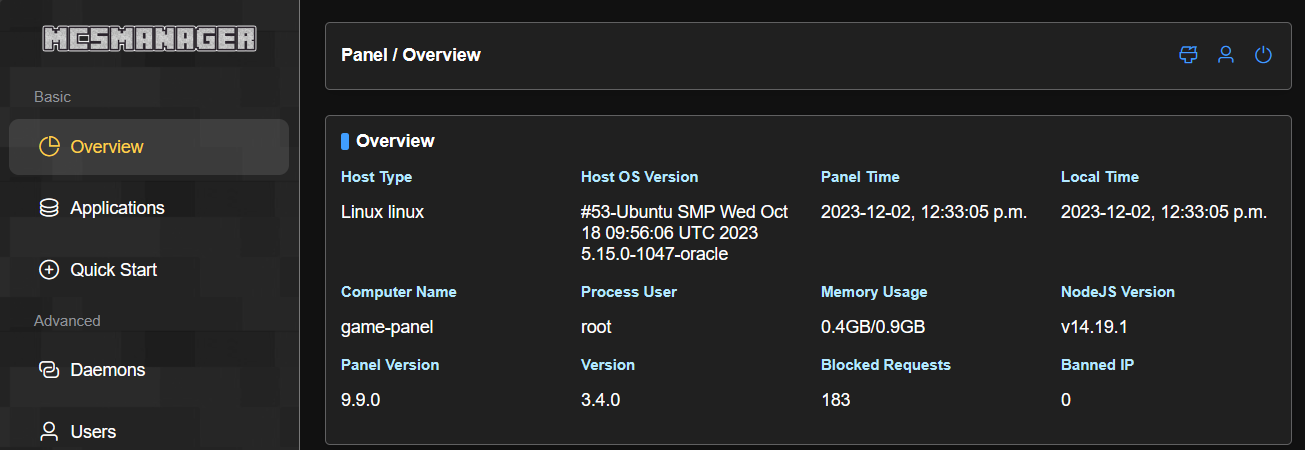 MCSMANAGER
Basic
Overview
Applications
Quick Start
Advanced
Daemons
Users
Panel / Overview
Overview
Host Type
Linux linux
Host OS Version
#53-Ubuntu SMP Wed Oct
18 09:56:06 UTC 2023
5.15.0-1047-oracle
Panel Time
2023-12-02, 12:33:05 p.m.
Local Time
2023-12-02, 12:33:05 p.m.
Computer Name
game-panel
Process User
root
Memory Usage
0.4GB/0.9GB
NodeJS Version
v14.19.1
Panel Version
9.9.0
Version
3.4.0
Blocked Requests
183
Banned IP
0